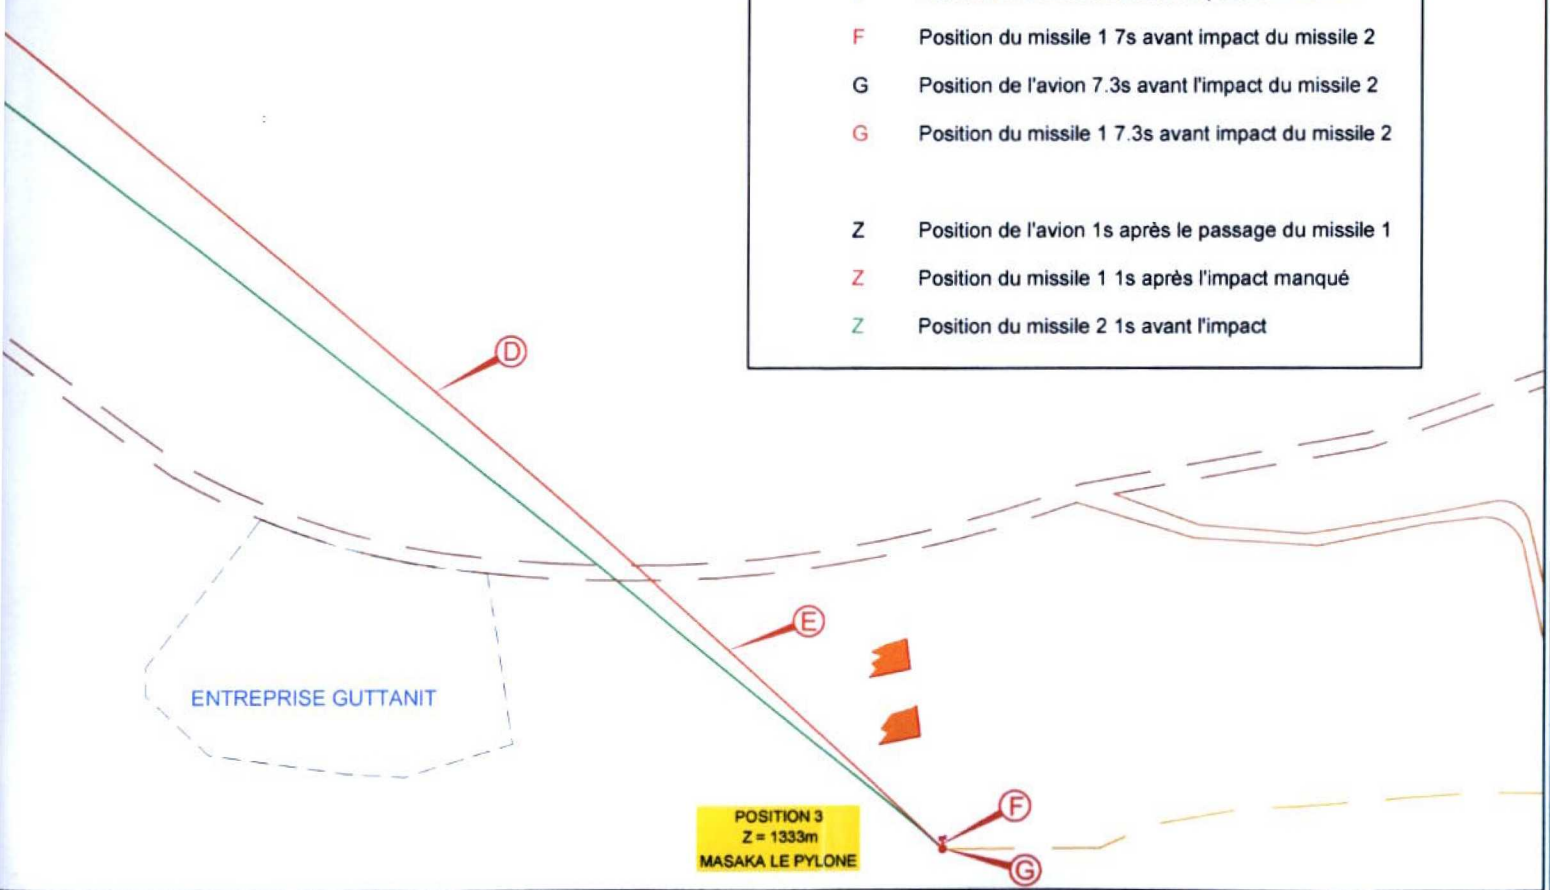 F Position du missile 1 7s avant impact du missile 2
G Position de l'avion 7.3s avant l'impact du missile 2
G Position du missile 1 7.3s avant impact du missile 2
Z Position de l'avion 1s après le passage du missile 1
Z Position du missile 1 1s après l'impact manqué
Z Position du missile 2 1s avant l'impact
D
E
ENTREPRISE GUTTANIT
F
POSITION 3
Z = 1333m
MASAKA LE PYLONE
G